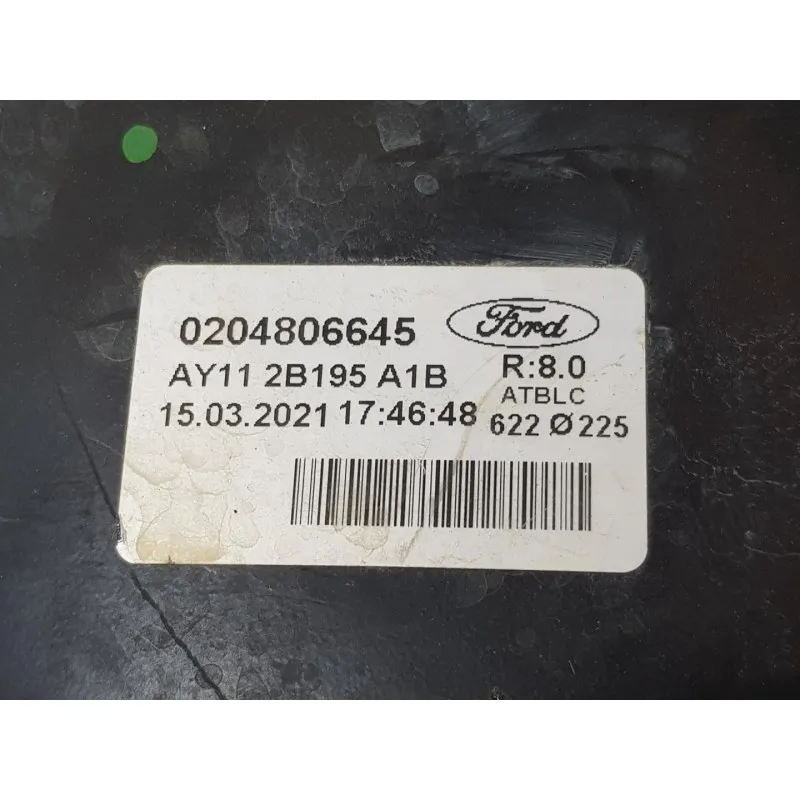 0204806645 Ford
AY11 2B195 A1B R:8.0
ATBLC
15.03.2021 17:46:48 622 Ø 225